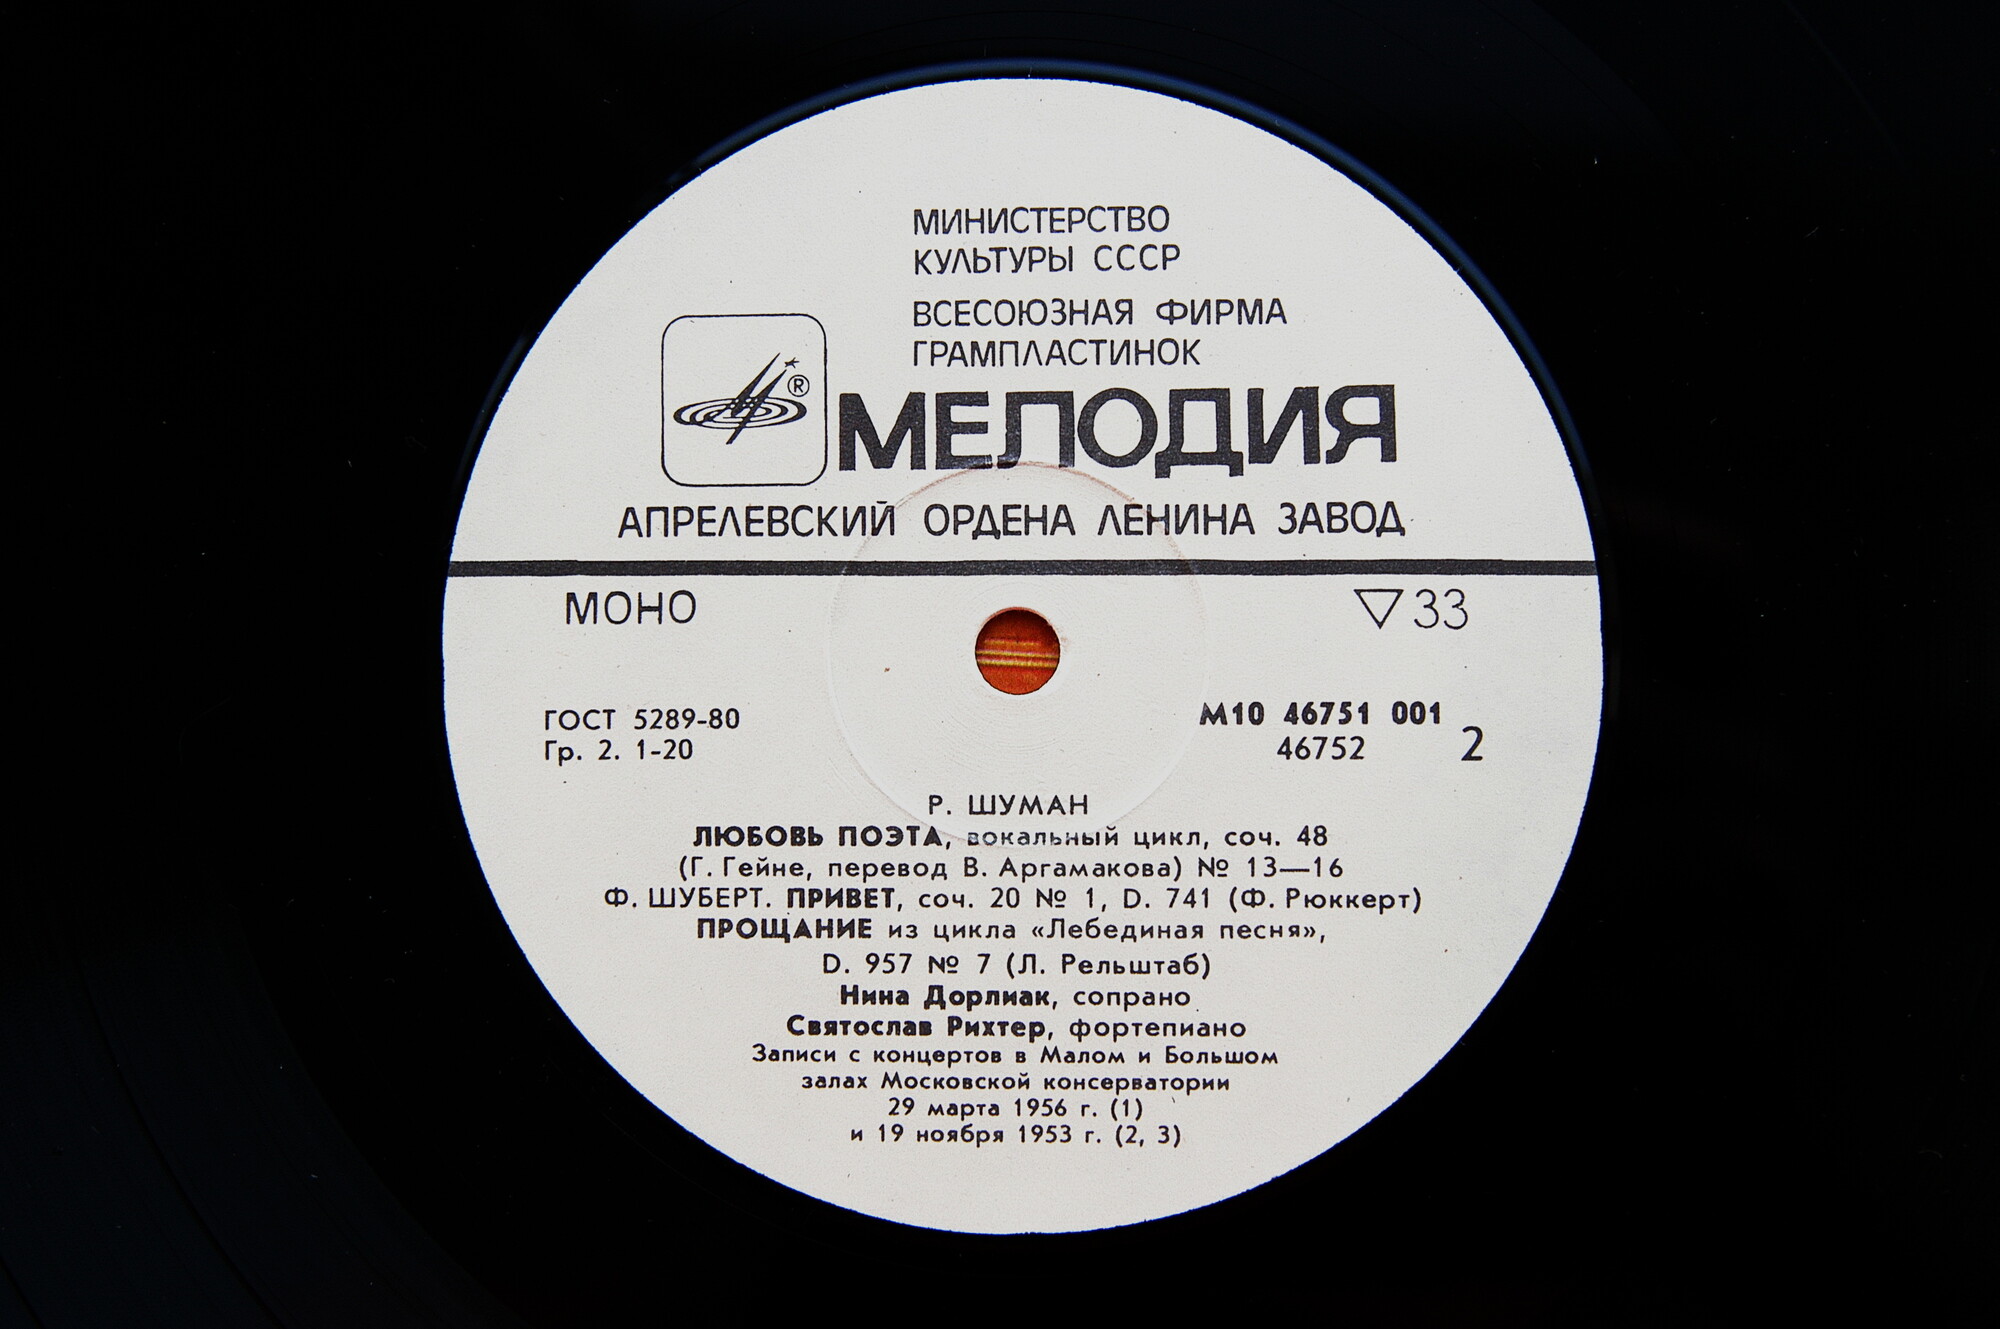 МИНИСТЕРСТВО
КУЛЬТУРЫ СССР
ВСЕСОЮЗНАЯ ФИРМА
ГРАМПЛАСТИНОК
®
МЕЛОДИЯ
АПРЕЛЕВСКИЙ ОРДЕНА ЛЕНИНА ЗАВОД
МОНО
▽33
ГОСТ 5289-80
Гр. 2. 1-20
М10 46751 001
46752
2
Р. ШУМАН
ЛЮБОВЬ ПОЭТА, вокальный цикл, соч. 48
(Г. Гейне, перевод В. Аргамакова) № 13—16
Ф. ШУБЕРТ. ПРИВЕТ, соч. 20 № 1, D. 741 (Ф. Рюккерт)
ПРОЩАНИЕ из цикла «Лебединая песня»,
D. 957 № 7 (Л. Рельштаб)
Нина Дорлиак, сопрано
Святослав Рихтер, фортепиано
Записи с концертов в Малом и Большом
залах Московской консерватории
29 марта 1956 г. (1)
и 19 ноября 1953 г. (2, 3)